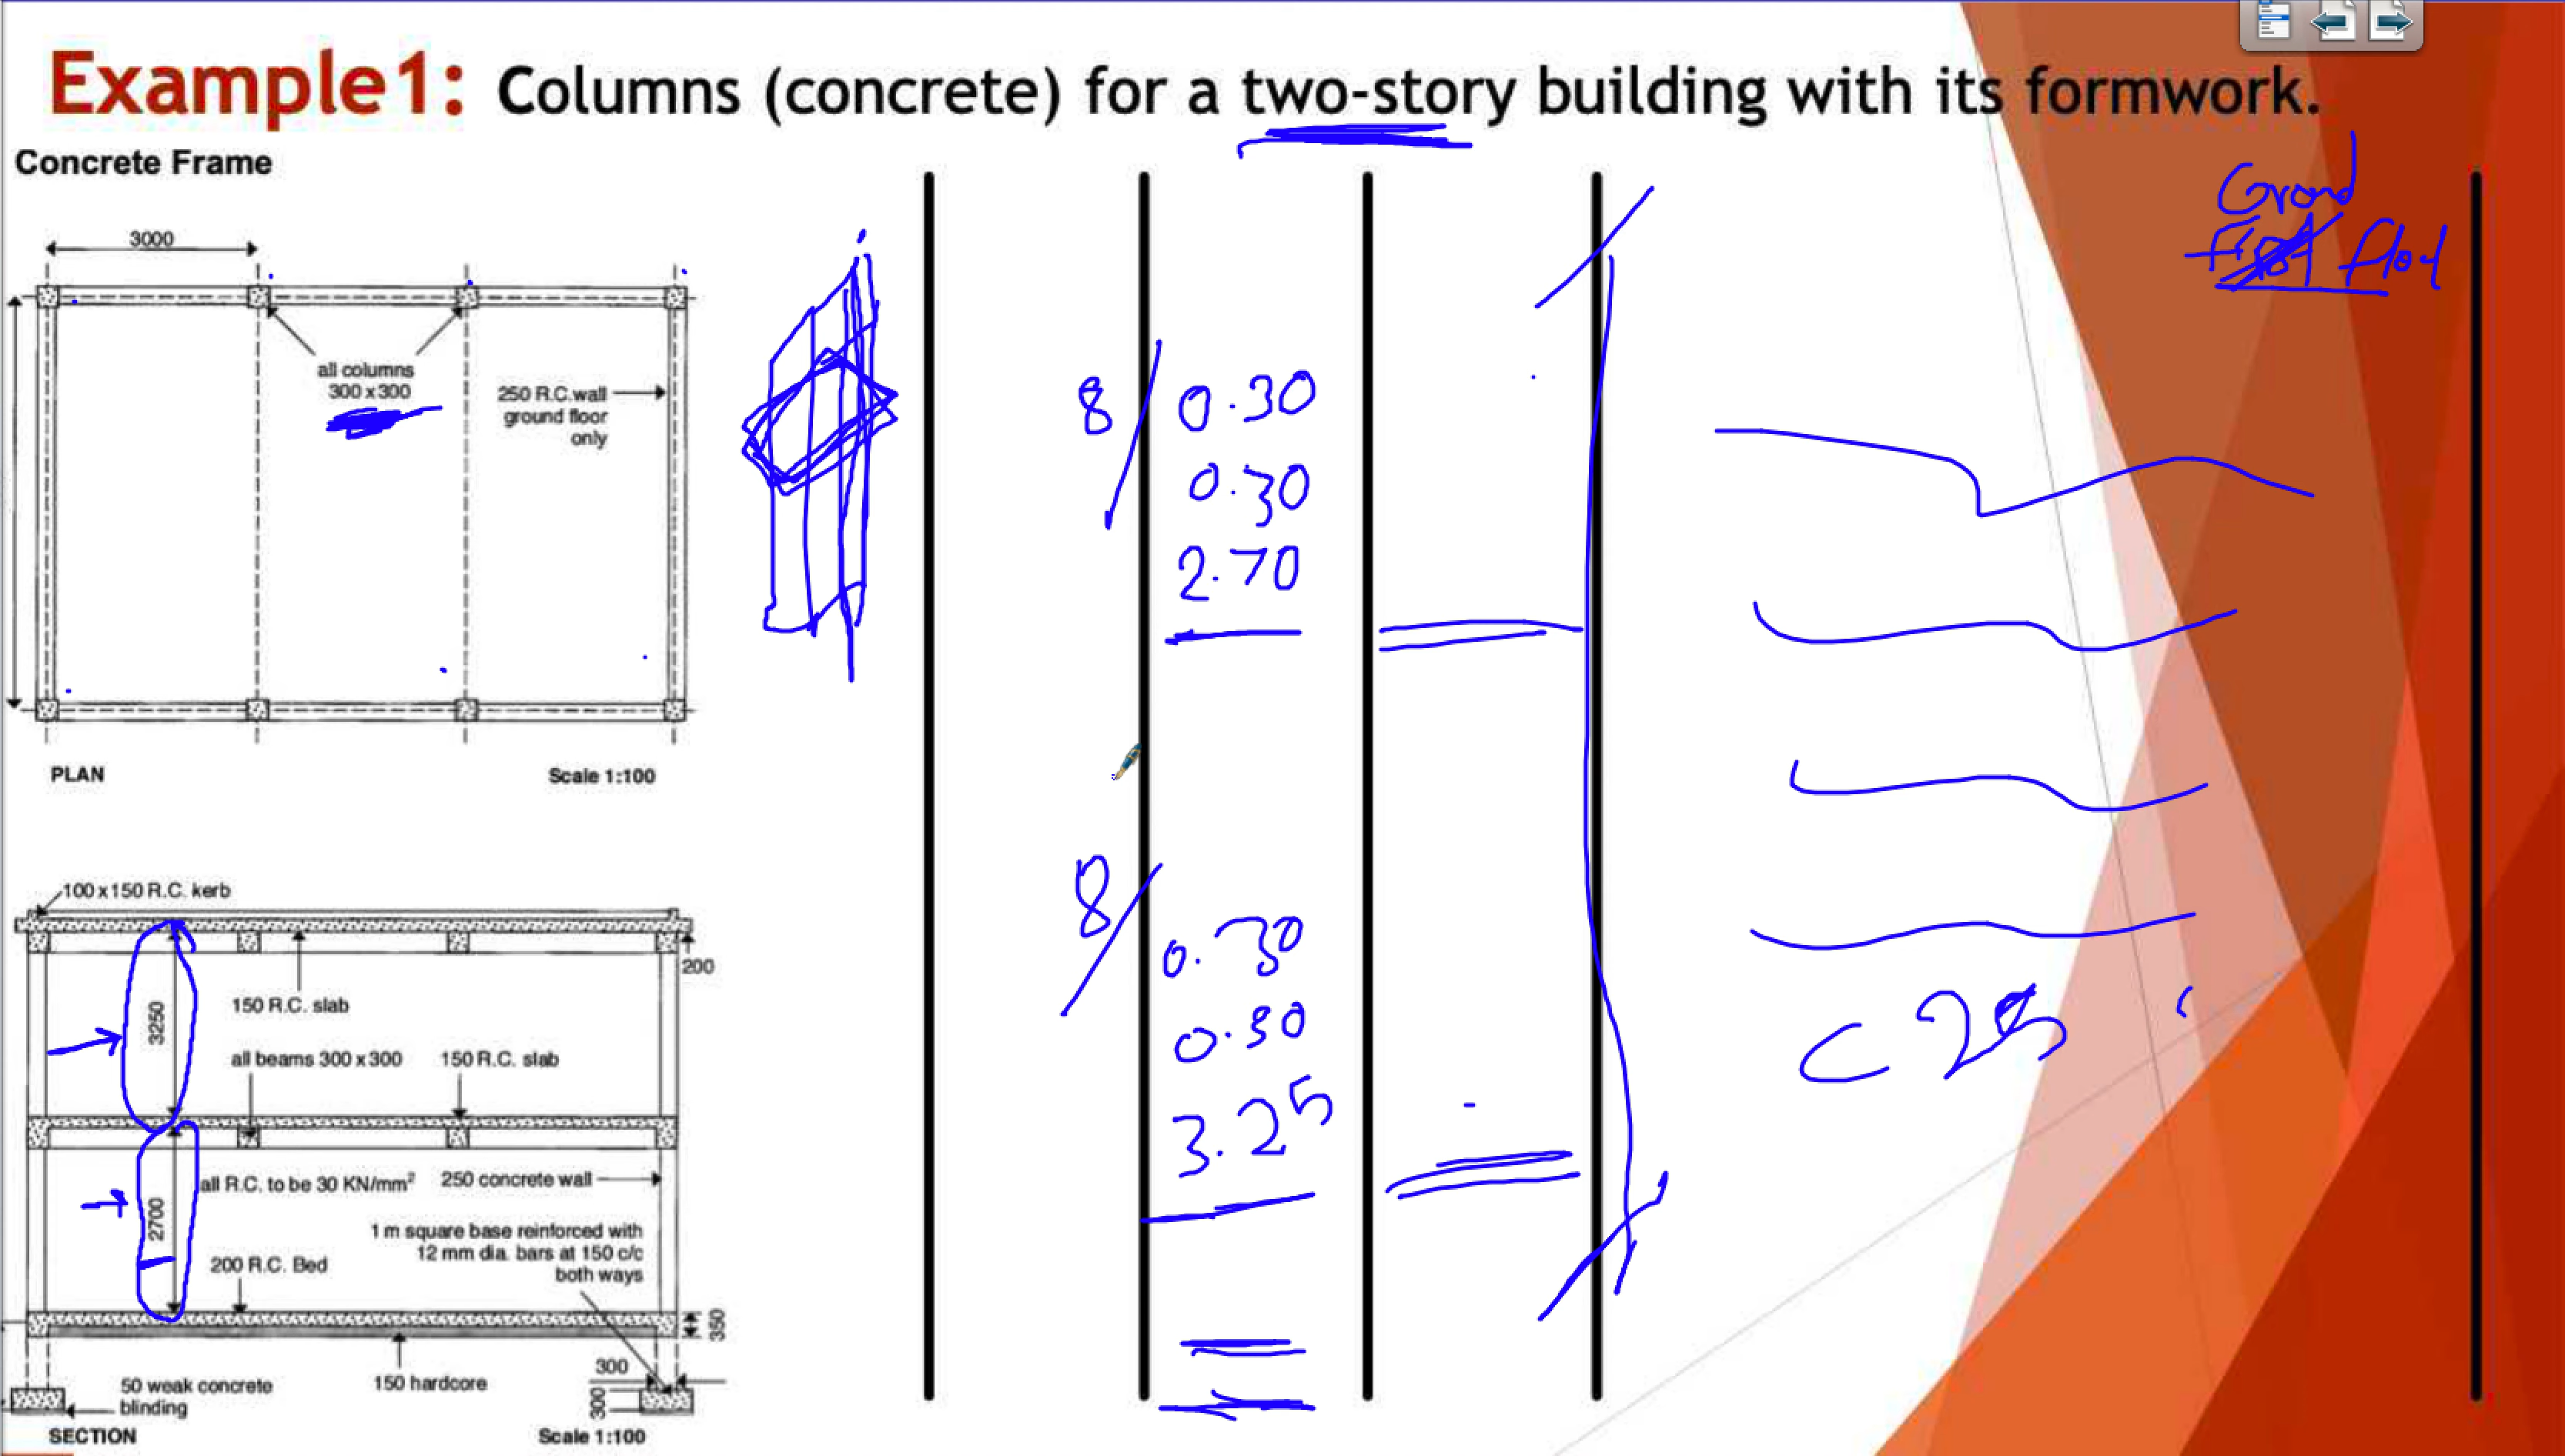 Example1: Columns (concrete) for a two-story building with its formwork.
Concrete Frame
3000
all columns
300 x 300
250 R.C. wall
ground floor
only
PLAN
Scale 1:100
100 x 150 R.C. kerb
200
150 R.C. slab
3250
all beams 300 x 300
150 R.C. slab
all R.C. to be 30 KN/mm²
250 concrete wall
2700
1 m square base reinforced with
12 mm dia. bars at 150 c/c
both ways
200 R.C. Bed
350
50 weak concrete
blinding
150 hardcore
300
300
SECTION
Scale 1:100
8/ 0.30
0.30
2.70
8/ 0.30
0.30
3.25
Grond
C 25